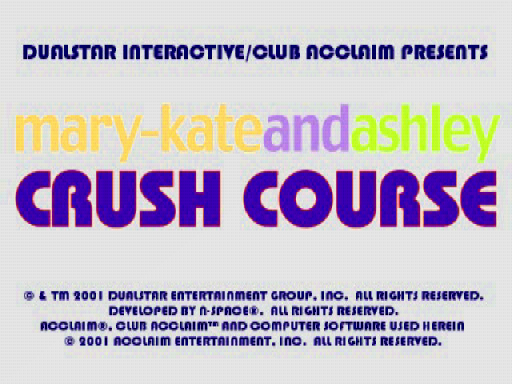 DUALSTAR INTERACTIVE/CLUB ACCLAIM PRESENTS
mary-kateandashley
CRUSH COURSE
© & TM 2001 DUALSTAR ENTERTAINMENT GROUP, INC. ALL RIGHTS RESERVED.
DEVELOPED BY N-SPACE®. ALL RIGHTS RESERVED.
ACCLAIM®, CLUB ACCLAIM™ AND COMPUTER SOFTWARE USED HEREIN
© 2001 ACCLAIM ENTERTAINMENT, INC. ALL RIGHTS RESERVED.